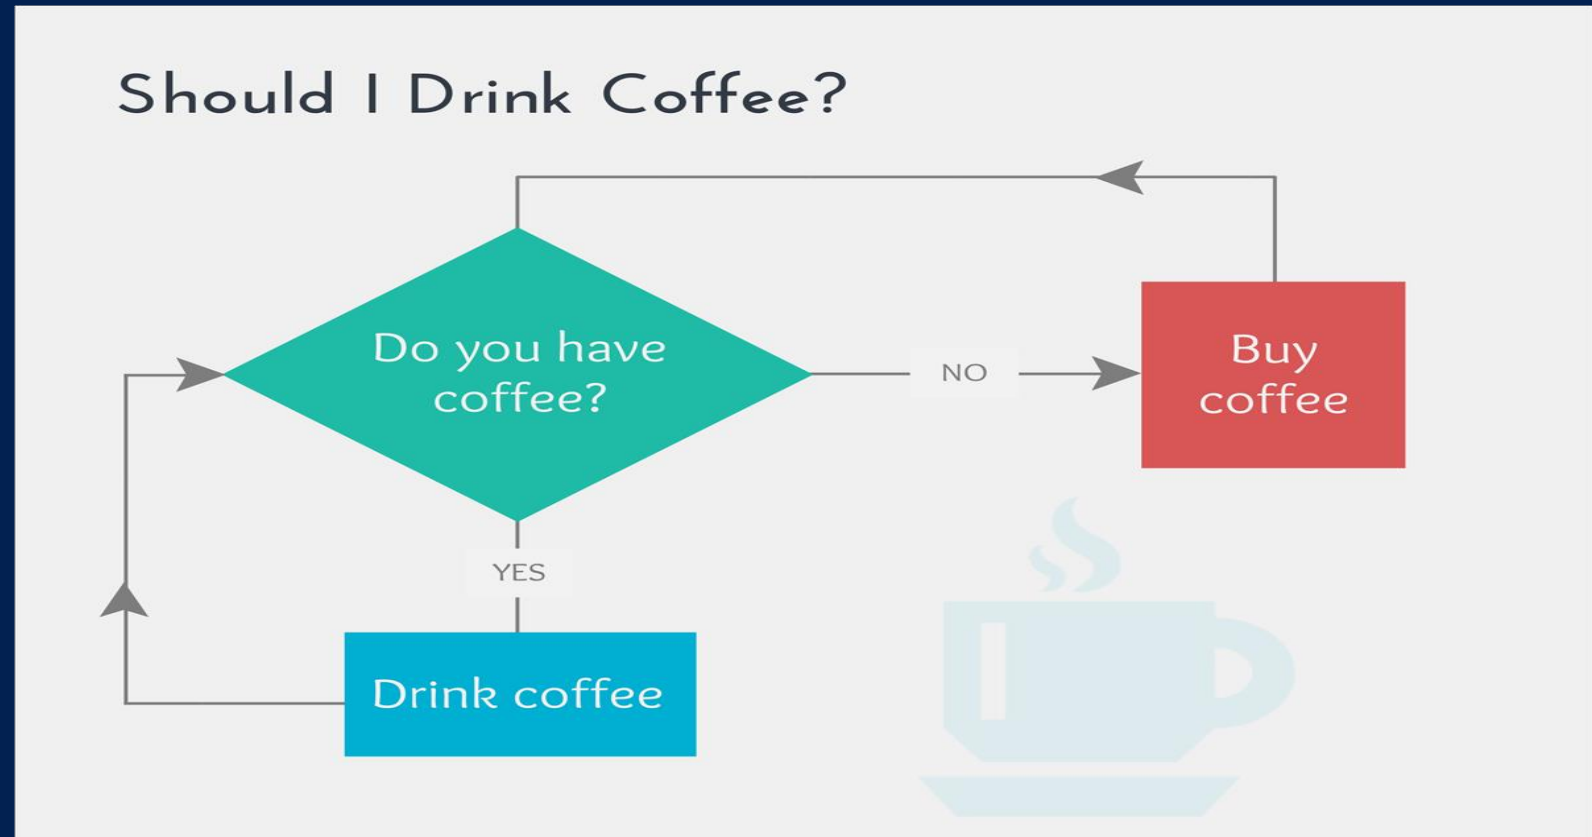 Should I Drink Coffee?
Do you have
coffee?
NO
Buy
coffee
YES
Drink coffee